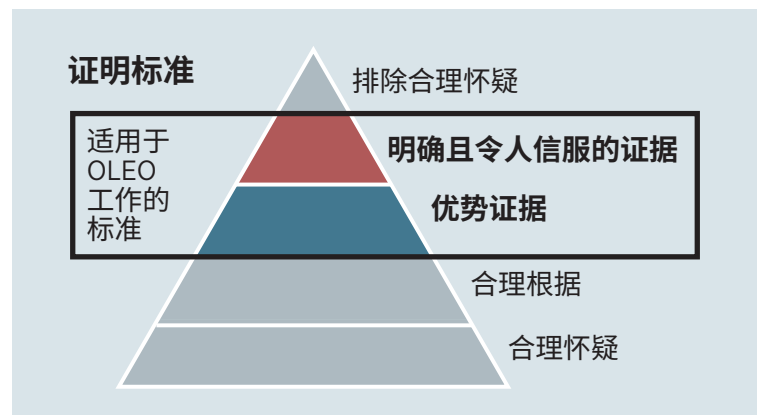 证明标准
排除合理怀疑
适用于
OLEO
工作的
标准
明确且令人信服的证据
优势证据
合理根据
合理怀疑